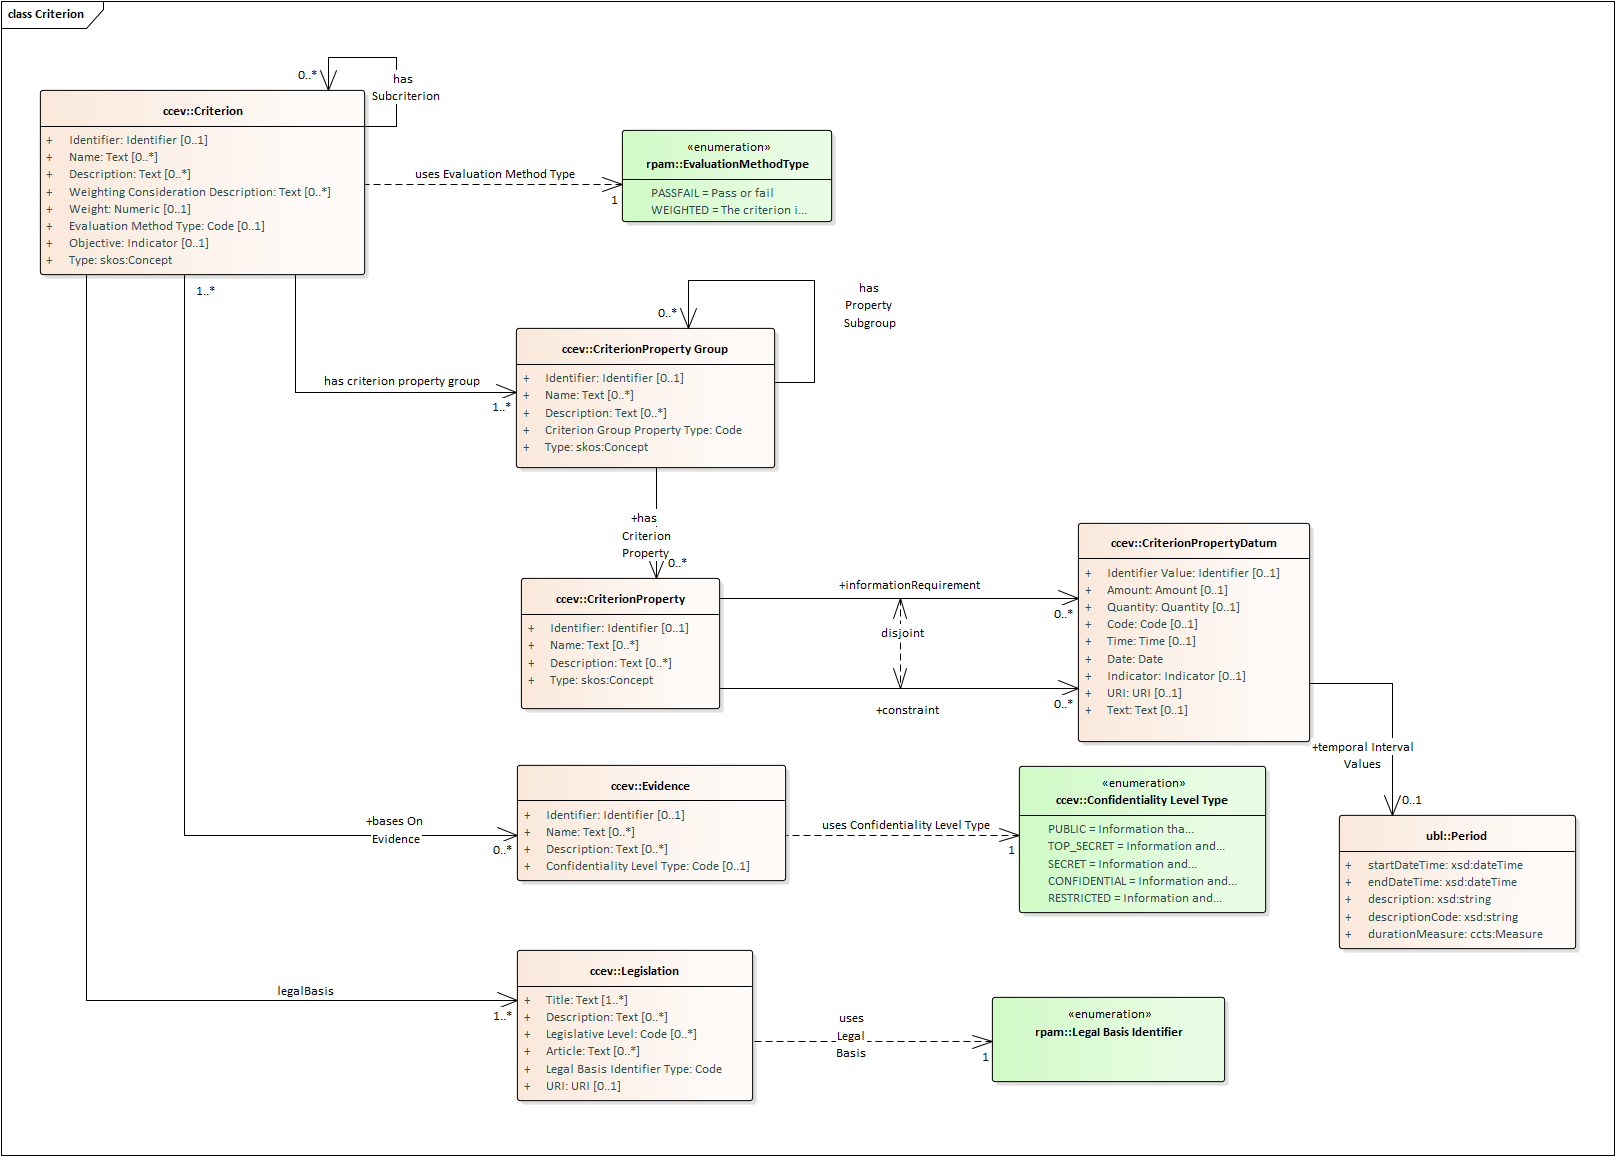 class Criterion
0..*
has
Subcriterion
ccev::Criterion
+ Identifier: Identifier [0..1]
+ Name: Text [0..*]
+ Description: Text [0..*]
+ Weighting Consideration Description: Text [0..*]
+ Weight: Numeric [0..1]
+ Evaluation Method Type: Code [0..1]
+ Objective: Indicator [0..1]
+ Type: skos:Concept
uses Evaluation Method Type
1
«enumeration»
rpam::EvaluationMethodType
PASSFAIL = Pass or fail
WEIGHTED = The criterion i...
1..*
has criterion property group
1..*
0..*
has
Property
Subgroup
ccev::CriterionProperty Group
+ Identifier: Identifier [0..1]
+ Name: Text [0..*]
+ Description: Text [0..*]
+ Criterion Group Property Type: Code
+ Type: skos:Concept
+has
Criterion
Property
0..*
ccev::CriterionProperty
+ Identifier: Identifier [0..1]
+ Name: Text [0..*]
+ Description: Text [0..*]
+ Type: skos:Concept
+informationRequirement
0..*
disjoint
+constraint
0..*
ccev::CriterionPropertyDatum
+ Identifier Value: Identifier [0..1]
+ Amount: Amount [0..1]
+ Quantity: Quantity [0..1]
+ Code: Code [0..1]
+ Time: Time [0..1]
+ Date: Date
+ Indicator: Indicator [0..1]
+ URI: URI [0..1]
+ Text: Text [0..1]
+temporal Interval
Values
0..1
ubl::Period
+ startDateTime: xsd:dateTime
+ endDateTime: xsd:dateTime
+ description: xsd:string
+ descriptionCode: xsd:string
+ durationMeasure: ccts:Measure
+bases On
Evidence
0..*
ccev::Evidence
+ Identifier: Identifier [0..1]
+ Name: Text [0..*]
+ Description: Text [0..*]
+ Confidentiality Level Type: Code [0..1]
uses Confidentiality Level Type
1
«enumeration»
ccev::Confidentiality Level Type
PUBLIC = Information tha...
TOP_SECRET = Information and...
SECRET = Information and...
CONFIDENTIAL = Information and...
RESTRICTED = Information and...
legalBasis
1..*
ccev::Legislation
+ Title: Text [1..*]
+ Description: Text [0..*]
+ Legislative Level: Code [0..*]
+ Article: Text [0..*]
+ Legal Basis Identifier Type: Code
+ URI: URI [0..1]
uses
Legal
Basis
1
«enumeration»
rpam::Legal Basis Identifier